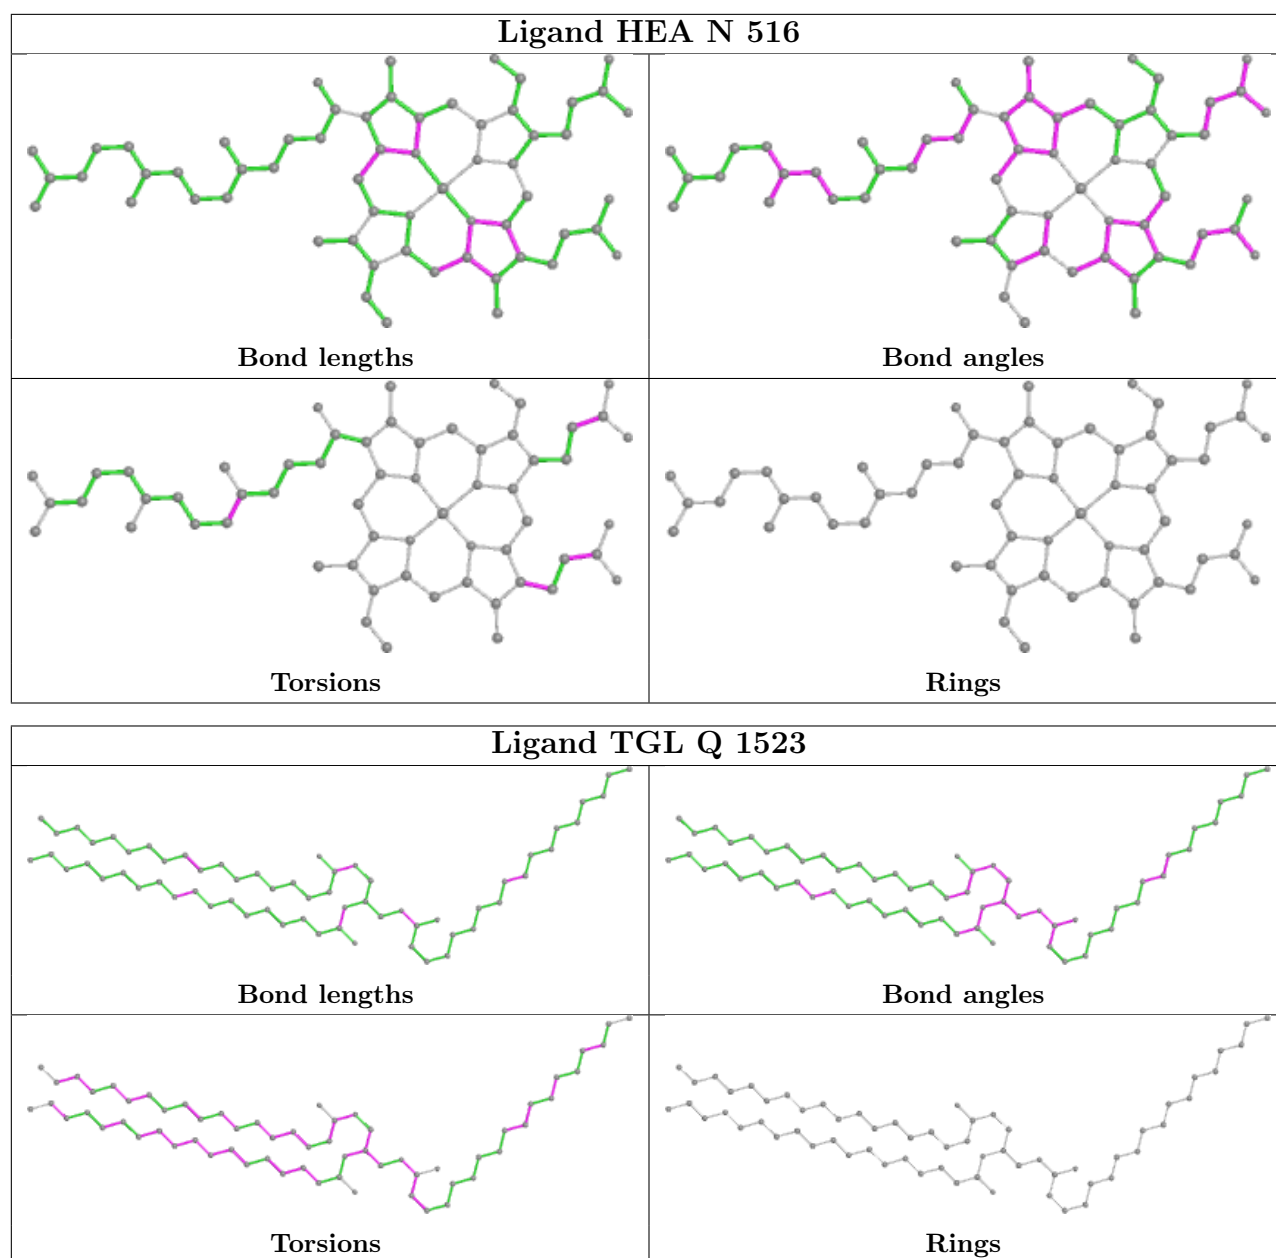 Ligand HEA N 516
Bond lengths
Bond angles
Torsions
Rings
Ligand TGL Q 1523
Bond lengths
Bond angles
Torsions
Rings